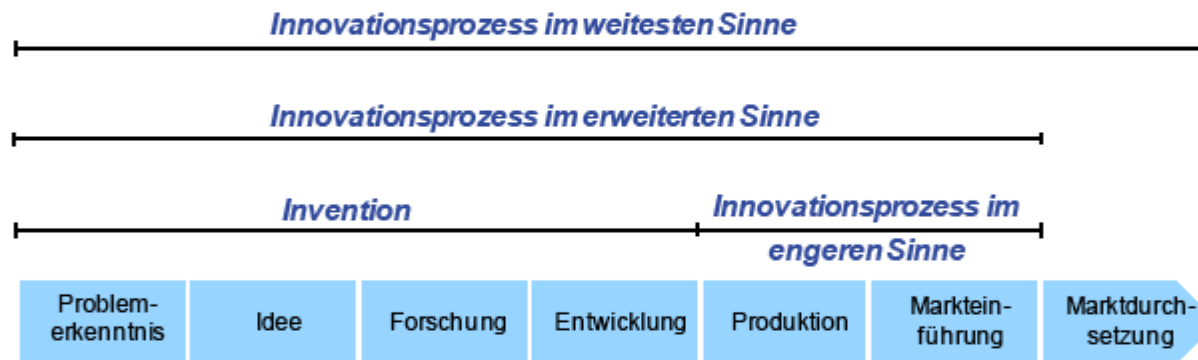 Innovationsprozess im weitesten Sinne
Innovationsprozess im erweiterten Sinne
Invention
Innovationsprozess im
engeren Sinne
Problem-
erkenntnis
Idee
Forschung
Entwicklung
Produktion
Marktein-
führung
Marktdurch-
setzung